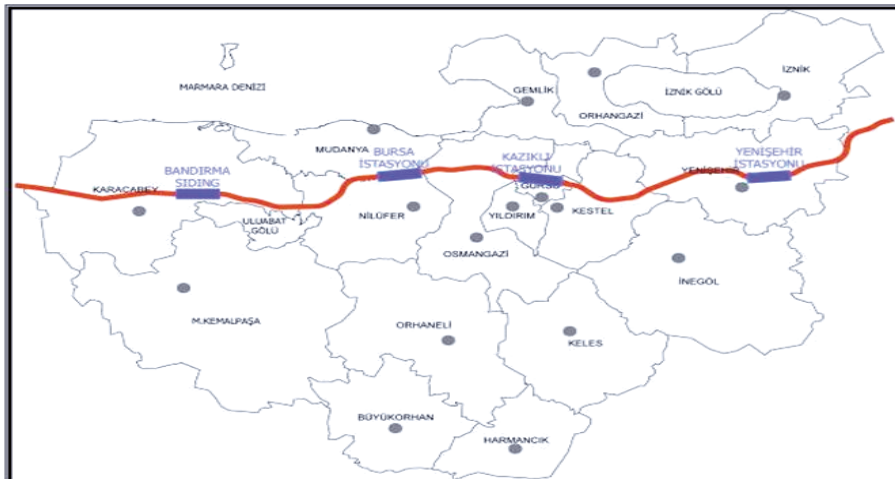 MARMARA DENİZİ
GEMLİK
ORHANGAZİ
İZNİK GÖLÜ
İZNİK
MUDANYA
BURSA
İSTASYONU
KAZIKLI
İSTASYONU
YENİŞEHİR
İSTASYONU
YENİŞEHİR
BANDIRMA
SIDING
KARACABEY
ULUABAT
GÖLÜ
NİLÜFER
GÜRSU
YILDIRIM
KESTEL
OSMANGAZİ
İNEGÖL
M.KEMALPAŞA
ORHANELİ
KELES
BÜYÜKORHAN
HARMANCIK